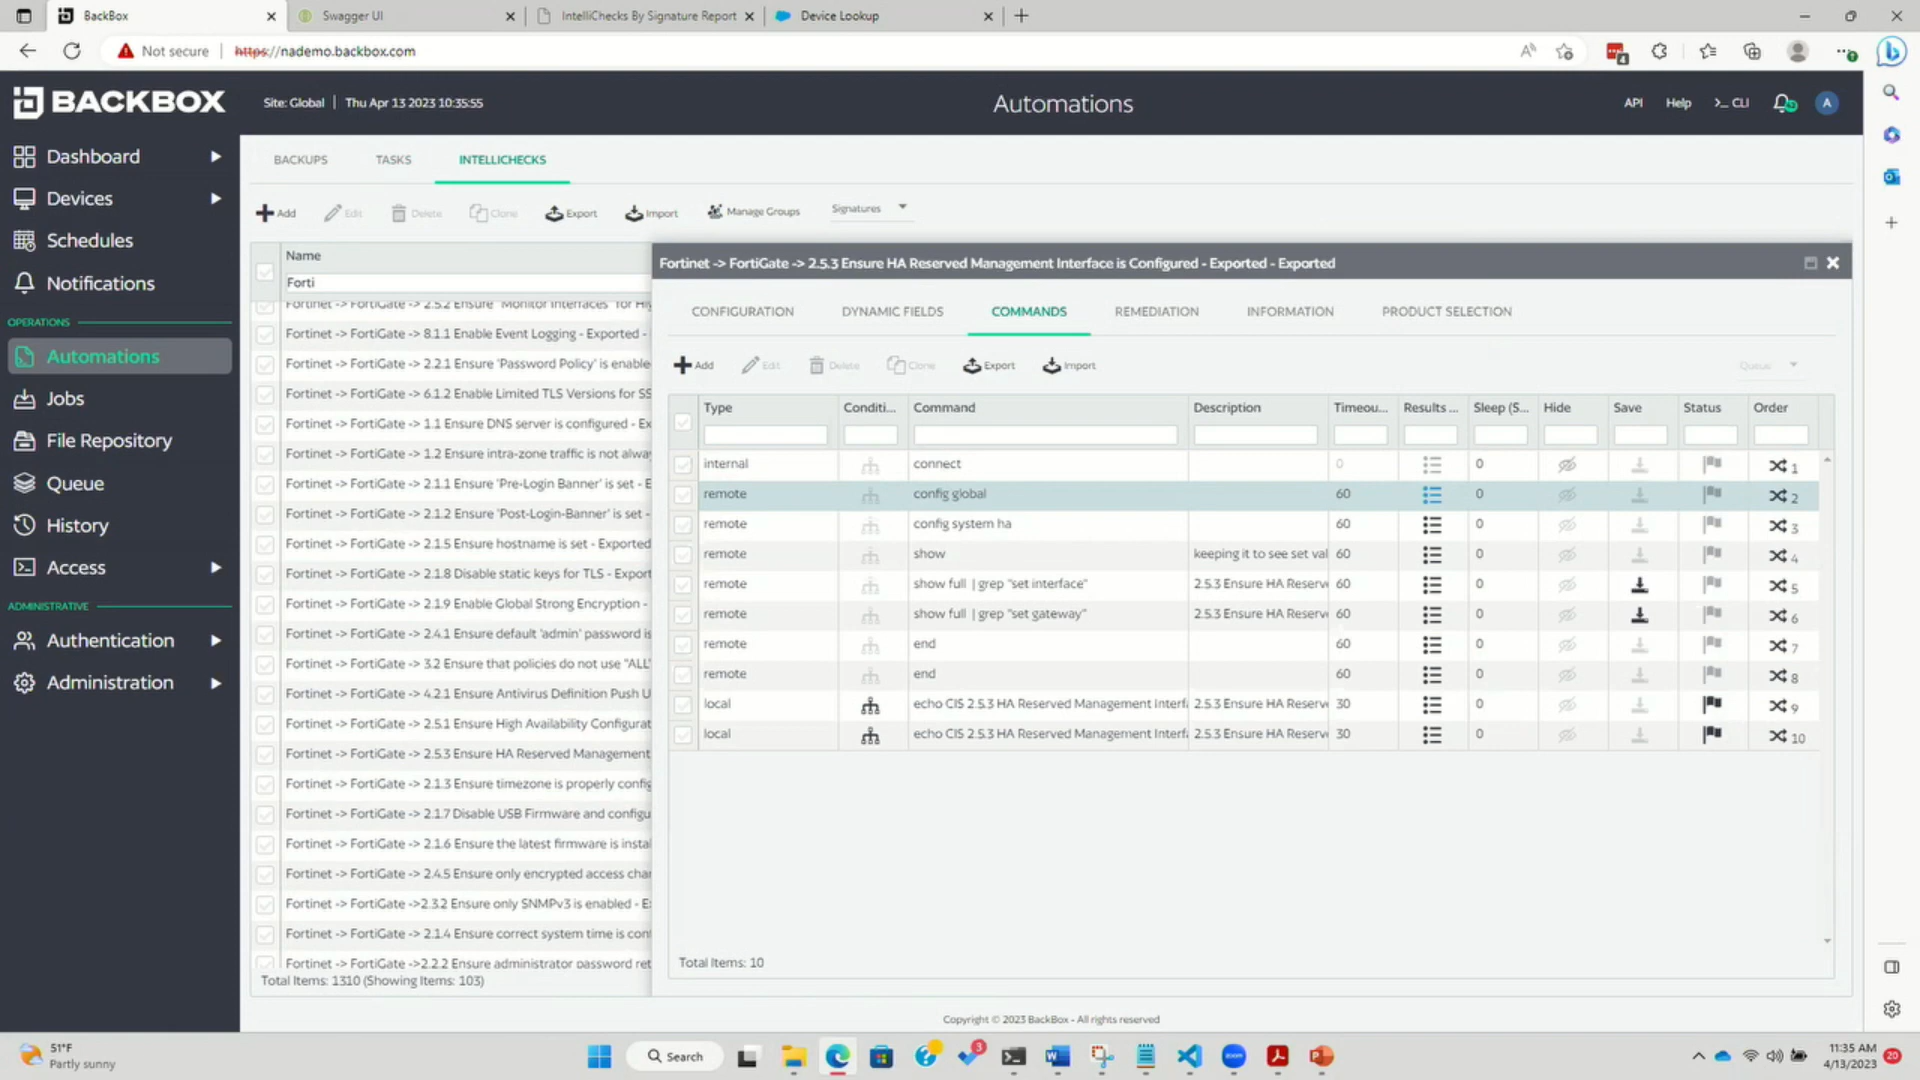 BackBox
Swagger UI
IntelliChecks By Signature Report
Device Lookup
Not secure
https://nademo.backbox.com
BACKBOX
Site: Global
Thu Apr 13 2023 10:35:55
Automations
API
Help
>_ CLI
A
Dashboard
Devices
Schedules
Notifications
OPERATIONS
Automations
Jobs
File Repository
Queue
History
Access
ADMINISTRATIVE
Authentication
Administration
BACKUPS
TASKS
INTELLICHECKS
Add
Edit
Delete
Clone
Export
Import
Manage Groups
Signatures
Name
Forti
Fortinet -> FortiGate -> 2.5.2 Ensure "Monitor Interfaces" for
Fortinet -> FortiGate -> 8.1.1 Enable Event Logging - Exported -
Fortinet -> FortiGate -> 2.2.1 Ensure 'Password Policy' is enable
Fortinet -> FortiGate -> 6.1.2 Enable Limited TLS Versions for SS
Fortinet -> FortiGate -> 1.1 Ensure DNS server is configured - Ex
Fortinet -> FortiGate -> 1.2 Ensure intra-zone traffic is not alwa
Fortinet -> FortiGate -> 2.1.1 Ensure 'Pre-Login Banner' is set - E
Fortinet -> FortiGate -> 2.1.2 Ensure 'Post-Login-Banner' is set -
Fortinet -> FortiGate -> 2.1.5 Ensure hostname is set - Exported
Fortinet -> FortiGate -> 2.1.8 Disable static keys for TLS - Export
Fortinet -> FortiGate -> 2.1.9 Enable Global Strong Encryption -
Fortinet -> FortiGate -> 2.4.1 Ensure default 'admin' password is
Fortinet -> FortiGate -> 3.2 Ensure that policies do not use "ALL"
Fortinet -> FortiGate -> 4.2.1 Ensure Antivirus Definition Push U
Fortinet -> FortiGate -> 2.5.1 Ensure High Availability Configurat
Fortinet -> FortiGate -> 2.5.3 Ensure HA Reserved Management
Fortinet -> FortiGate -> 2.1.3 Ensure timezone is properly config
Fortinet -> FortiGate -> 2.1.7 Disable USB Firmware and configu
Fortinet -> FortiGate -> 2.1.6 Ensure the latest firmware is instal
Fortinet -> FortiGate -> 2.4.5 Ensure only encrypted access chan
Fortinet -> FortiGate ->2.3.2 Ensure only SNMPv3 is enabled - E
Fortinet -> FortiGate -> 2.1.4 Ensure correct system time is con
Fortinet -> FortiGate ->2.2.2 Ensure administrator password ret
Total Items: 1310 (Showing Items: 103)
Fortinet -> FortiGate -> 2.5.3 Ensure HA Reserved Management Interface is Configured - Exported - Exported
CONFIGURATION
DYNAMIC FIELDS
COMMANDS
REMEDIATION
INFORMATION
PRODUCT SELECTION
Add
Edit
Delete
Clone
Export
Import
Queue
Type Conditi... Command Description Timeou... Results ... Sleep (S... Hide Save Status Order
internal connect 0 0 1
remote config global 60 0 2
remote config system ha 60 0 3
remote show keeping it to see set val 60 0 4
remote show full | grep "set interface" 2.5.3 Ensure HA Reserv 60 0 5
remote show full | grep "set gateway" 2.5.3 Ensure HA Reserv 60 0 6
remote end 60 0 7
remote end 60 0 8
local echo CIS 2.5.3 HA Reserved Management Interf 2.5.3 Ensure HA Reserv 30 0 9
local echo CIS 2.5.3 HA Reserved Management Interf 2.5.3 Ensure HA Reserv 30 0 10
Total Items: 10
Copyright © 2023 BackBox - All rights reserved
51°F
Partly sunny
Search
3
11:35 AM
4/13/2023
20